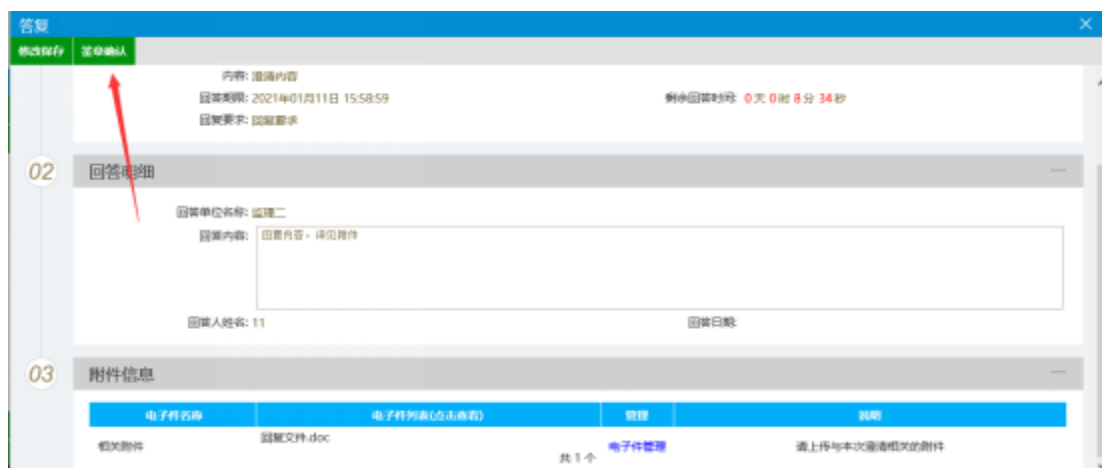 答复
修改保存 签章确认
内容: 澄清内容
回答期限: 2021年01月11日 15:58:59 剩余回答时间: 0 天 0 时 8 分 34 秒
回复要求: 回复要求
02 回答明细
回答单位名称: 监理二
回答内容: 回复内容,详见附件
回答人姓名: 11 回答日期:
03 附件信息
电子件名称 电子件列表(点击查看) 管理 说明
相关附件 回复文件.doc 电子件管理 请上传与本次澄清相关的附件
共 1 个